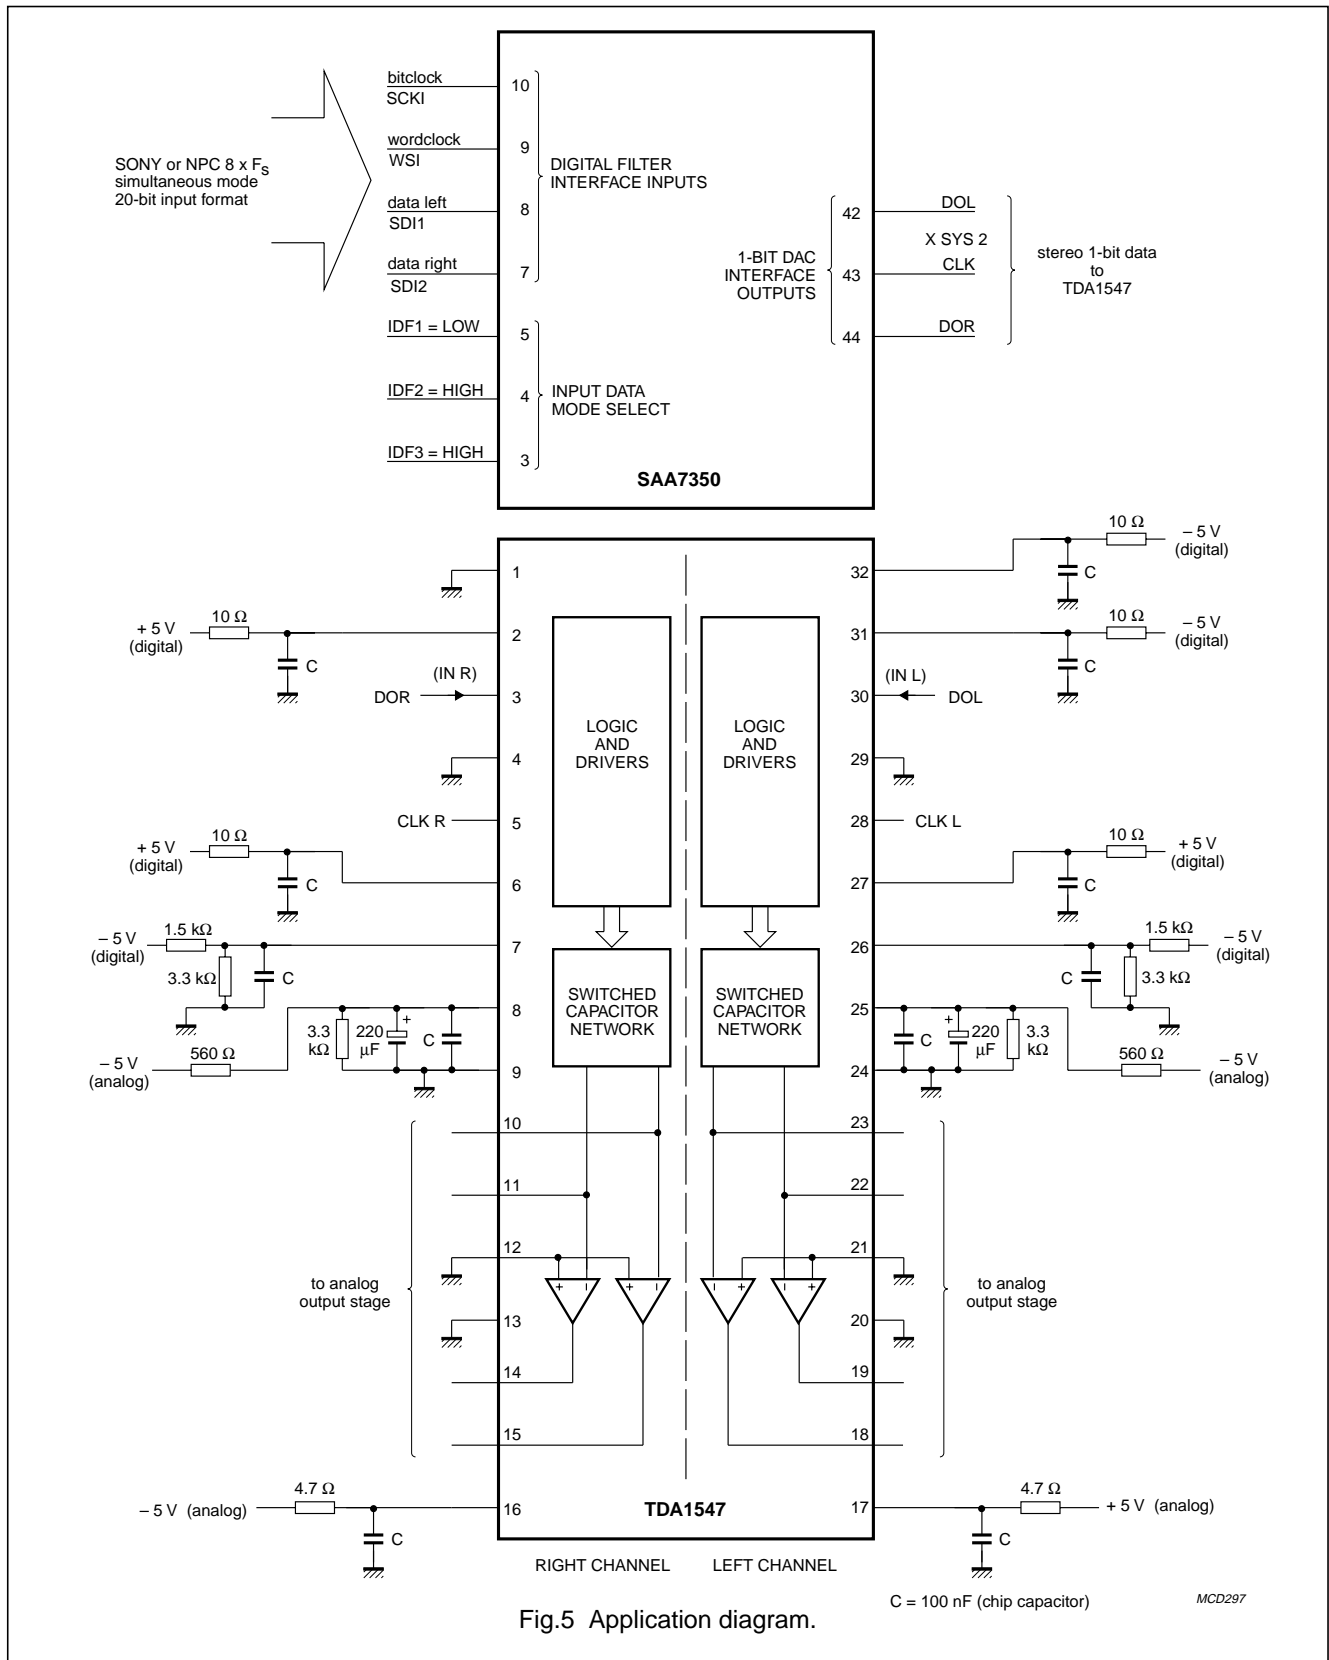 bitclock
SCKI
10
wordclock
WSI
9
DIGITAL FILTER
INTERFACE INPUTS
SONY or NPC 8 x Fs
simultaneous mode
20-bit input format
data left
SDI1
8
data right
SDI2
7
IDF1 = LOW
5
IDF2 = HIGH
4
INPUT DATA
MODE SELECT
IDF3 = HIGH
3
42
DOL
1-BIT DAC
INTERFACE
OUTPUTS
X SYS 2
43
CLK
44
DOR
stereo 1-bit data
to
TDA1547
SAA7350
1
+ 5 V
(digital)
10 Ω
C
2
DOR
(IN R)
3
4
CLK R
5
+ 5 V
(digital)
10 Ω
C
6
– 5 V
(digital)
1.5 kΩ
3.3 kΩ
C
7
8
3.3
kΩ
220
µF
+
C
– 5 V
(analog)
560 Ω
9
10
11
12
13
14
15
to analog
output stage
– 5 V (analog)
4.7 Ω
C
16
LOGIC
AND
DRIVERS
LOGIC
AND
DRIVERS
SWITCHED
CAPACITOR
NETWORK
SWITCHED
CAPACITOR
NETWORK
+ –
+ –
– +
– +
32
10 Ω
– 5 V
(digital)
C
31
10 Ω
– 5 V
(digital)
C
30
(IN L)
DOL
29
28
CLK L
27
10 Ω
+ 5 V
(digital)
C
26
1.5 kΩ
– 5 V
(digital)
C
3.3 kΩ
25
C
+
220
µF
3.3
kΩ
24
560 Ω
– 5 V
(analog)
23
22
21
20
19
18
to analog
output stage
17
4.7 Ω
+ 5 V (analog)
C
TDA1547
RIGHT CHANNEL
LEFT CHANNEL
C = 100 nF (chip capacitor)
MCD297
Fig.5 Application diagram.